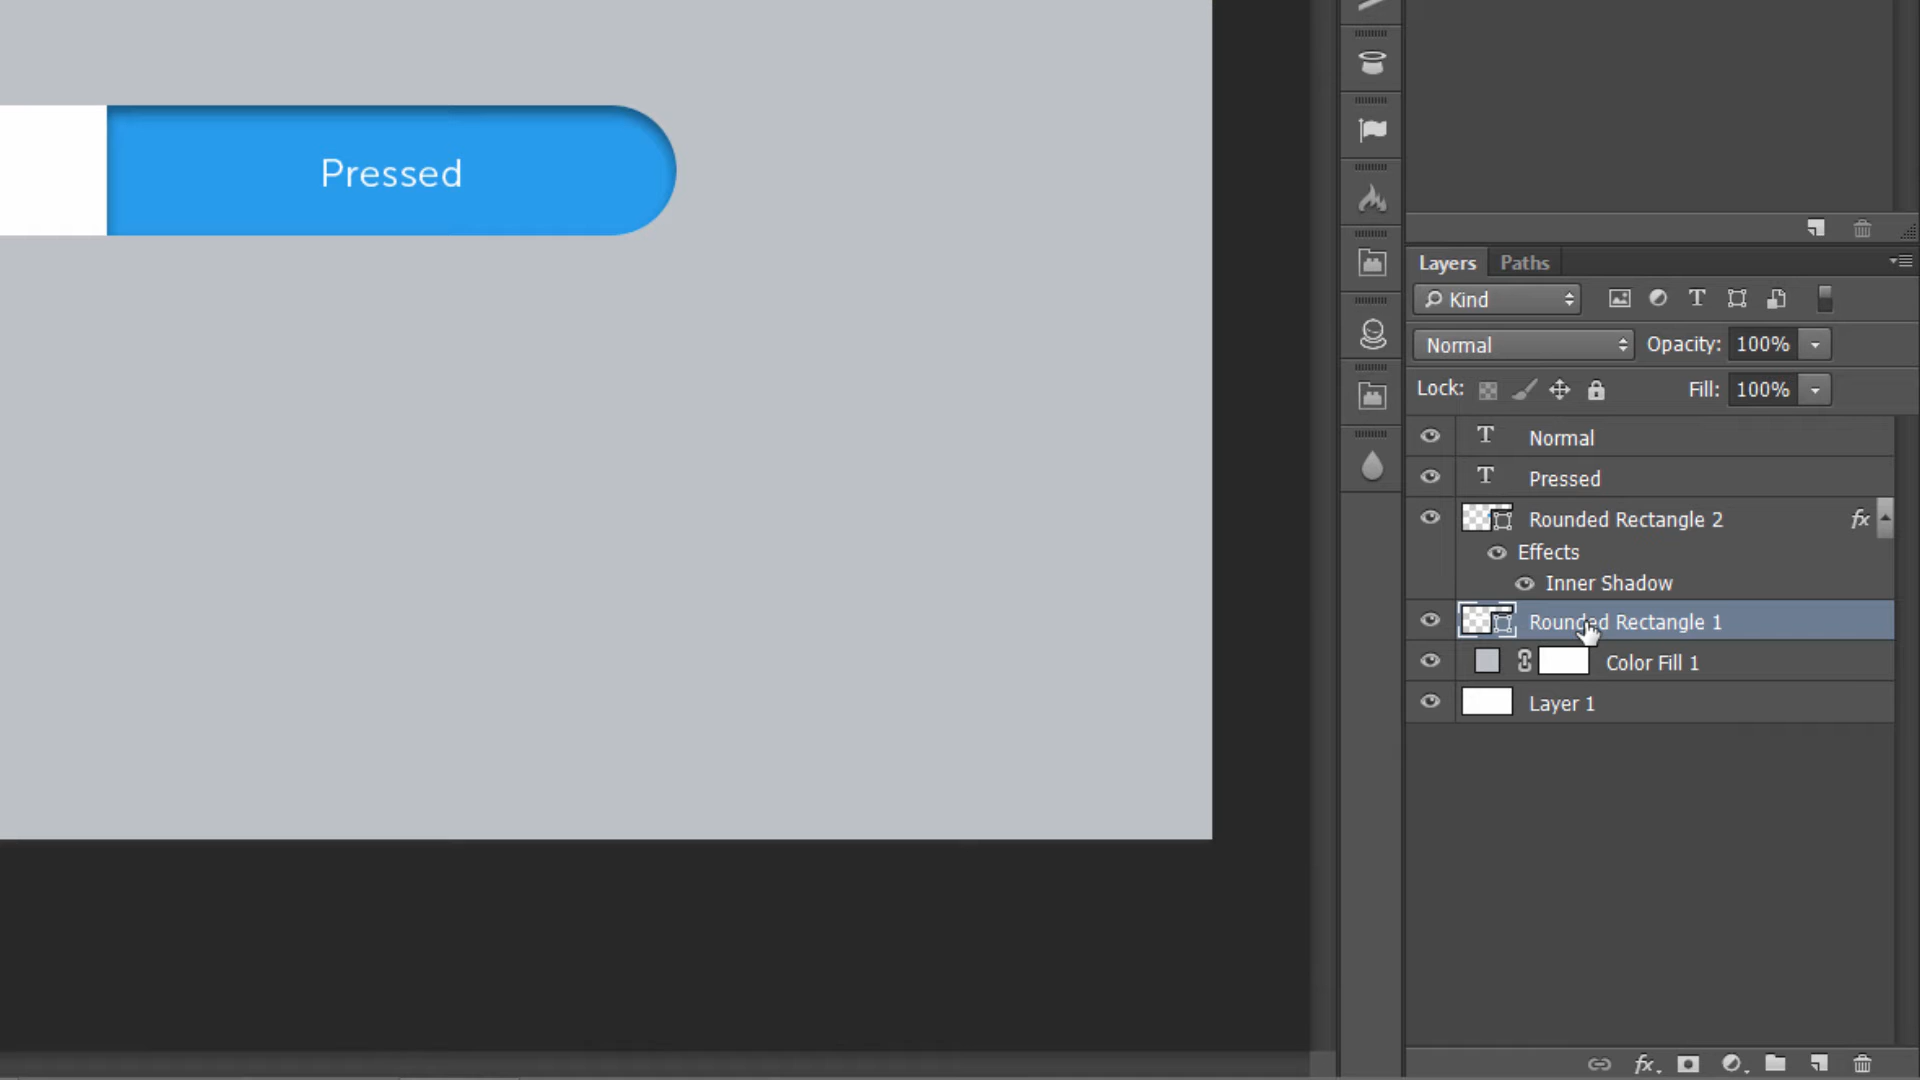 Pressed
Layers Paths
Kind T
Normal Opacity: 100%
Lock: Fill: 100%
T Normal
T Pressed
Rounded Rectangle 2 fx
Effects
Inner Shadow
Rounded Rectangle 1
Color Fill 1
Layer 1
fx